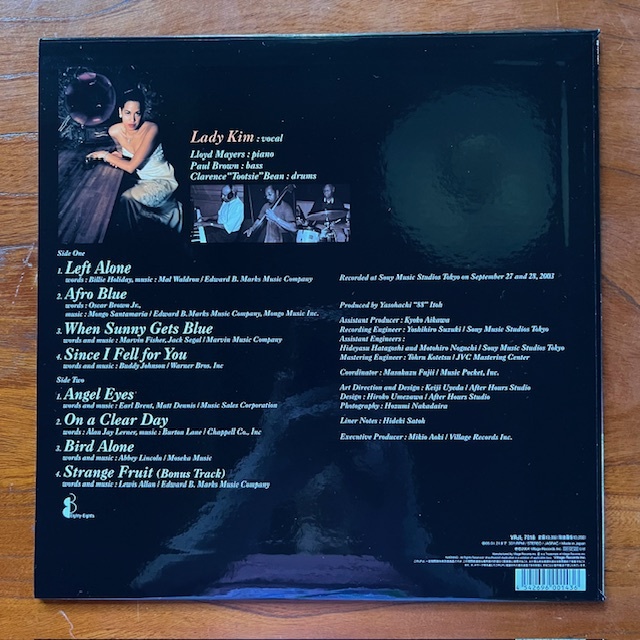 Lady Kim : vocal
Lloyd Mayers : piano
Paul Brown : bass
Clarence "Tootsie" Bean : drums
Side One
1. Left Alone
words : Billie Holiday, music : Mal Waldron / Edward B. Marks Music Company
2. Afro Blue
words : Oscar Brown Jr.,
music : Mongo Santamaria / Edward B. Marks Music Company, Mongo Music Inc.
3. When Sunny Gets Blue
words and music : Marvin Fisher, Jack Segal / Marvin Music Company
4. Since I Fell for You
words and music : Buddy Johnson / Warner Bros. Inc
Side Two
1. Angel Eyes
words and music : Earl Brent, Matt Dennis / Music Sales Corporation
2. On a Clear Day
words : Alan Jay Lerner, music : Burton Lane / Chappell Co., Inc
3. Bird Alone
words and music : Abbey Lincoln / Moseka Music
4. Strange Fruit (Bonus Track)
words and music : Lewis Allan / Edward B. Marks Music Company
Eighty-Eights
Recorded at Sony Music Studios Tokyo on September 27 and 28, 2003
Produced by Yasohachi "88" Itoh
Assistant Producer : Kyoko Aikawa
Recording Engineer : Yoshihiro Suzuki / Sony Music Studios Tokyo
Assistant Engineers :
Hideyasu Hatagoshi and Motohiro Noguchi / Sony Music Studios Tokyo
Mastering Engineer : Tohru Kotetsu / JVC Mastering Center
Coordinator : Masakazu Fujii / Music Pocket, Inc.
Art Direction and Design : Keiji Uyeda / After Hours Studio
Design : Hiroko Umezawa / After Hours Studio
Photography : Hozumi Nakadaira
Liner Notes : Hideki Satoh
Executive Producer : Mikio Aoki / Village Records Inc.
VRJL 7016
4 542696 001436